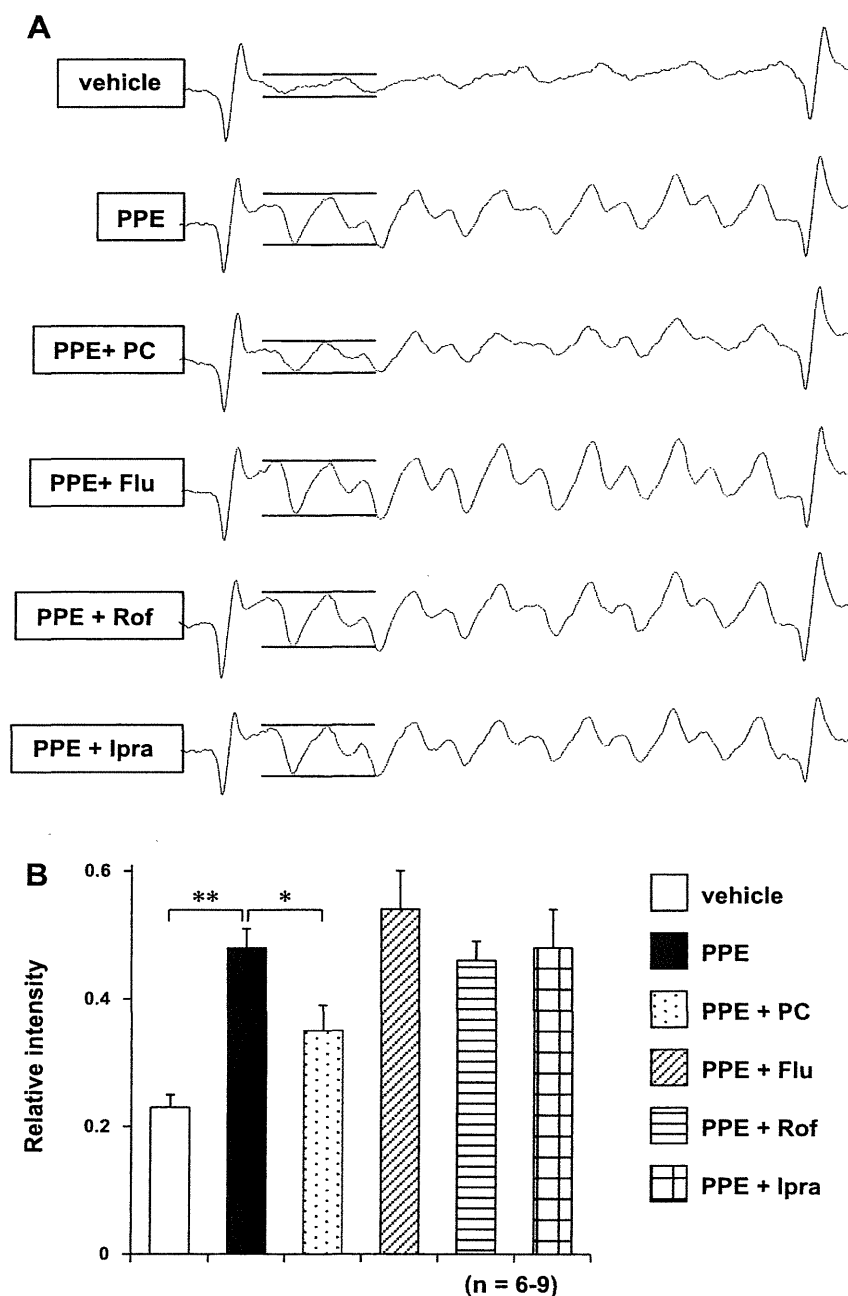 A
vehicle
PPE
PPE+ PC
PPE+ Flu
PPE + Rof
PPE + Ipra
B
Relative intensity
0.6
0.4
0.2
0
**
*
(n = 6-9)
vehicle
PPE
PPE + PC
PPE + Flu
PPE + Rof
PPE + Ipra